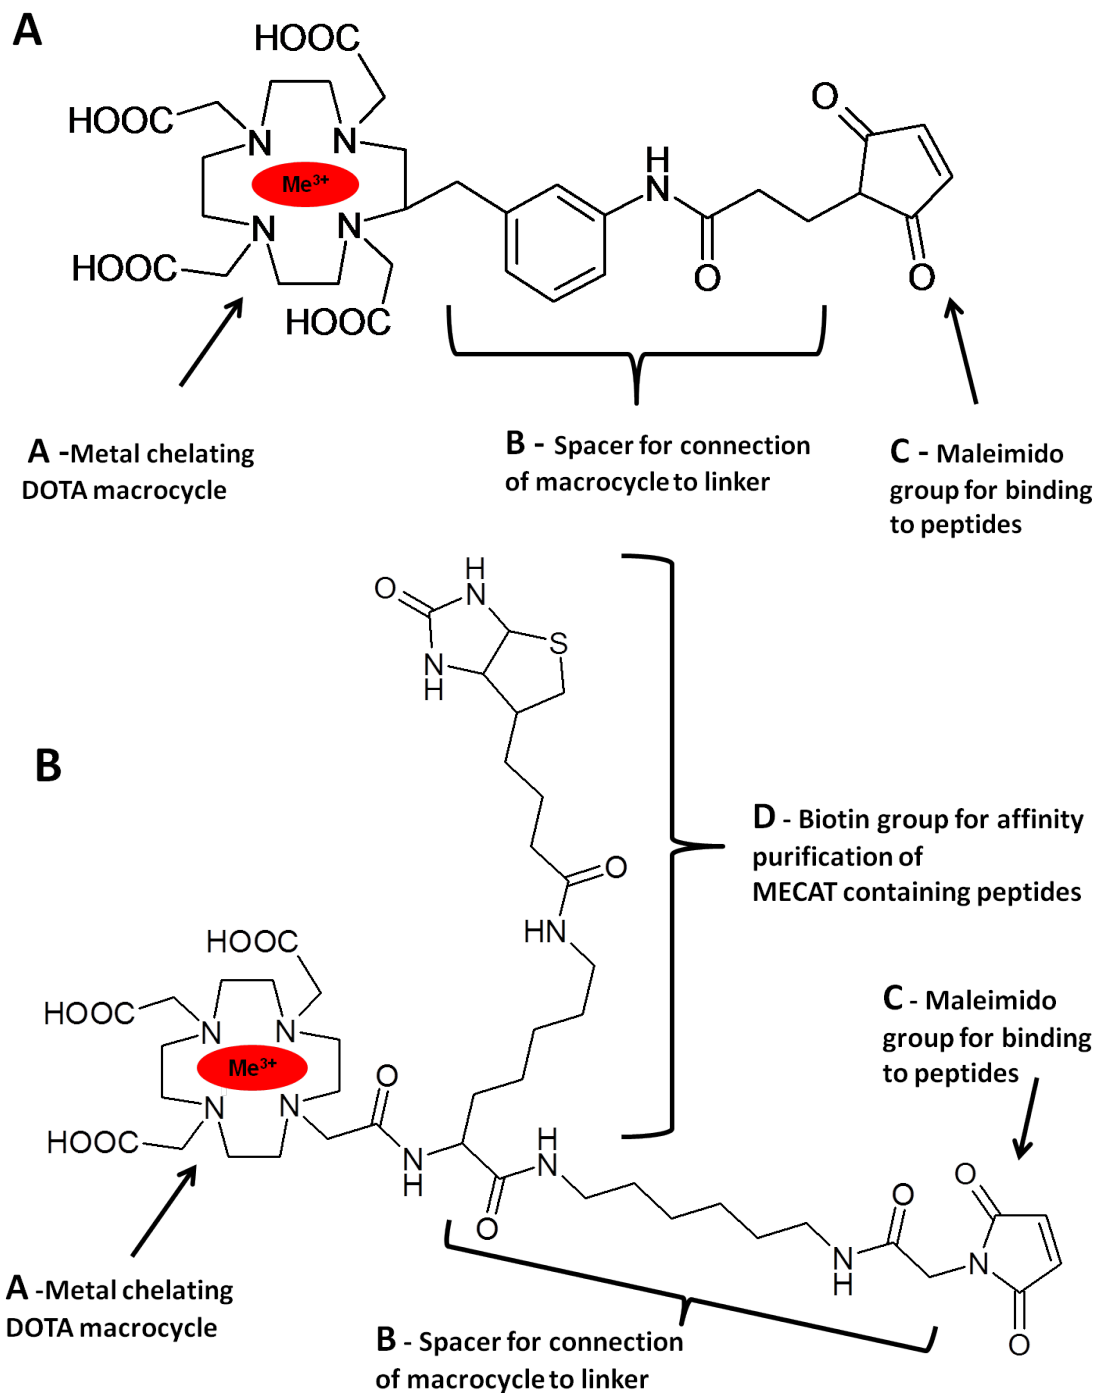 A
HOOC
HOOC
N
N
Me³⁺
N
N
HOOC
HOOC
H
N
O
O
O
A -Metal chelating
DOTA macrocycle
B - Spacer for connection
of macrocycle to linker
C - Maleimido
group for binding
to peptides
B
H
N
O
S
N
H
O
HN
D - Biotin group for affinity
purification of
MECAT containing peptides
HOOC
HOOC
N
N
Me³⁺
N
N
HOOC
O
N
H
O
H
N
O
N
H
N
O
O
C - Maleimido
group for binding
to peptides
A -Metal chelating
DOTA macrocycle
B - Spacer for connection
of macrocycle to linker